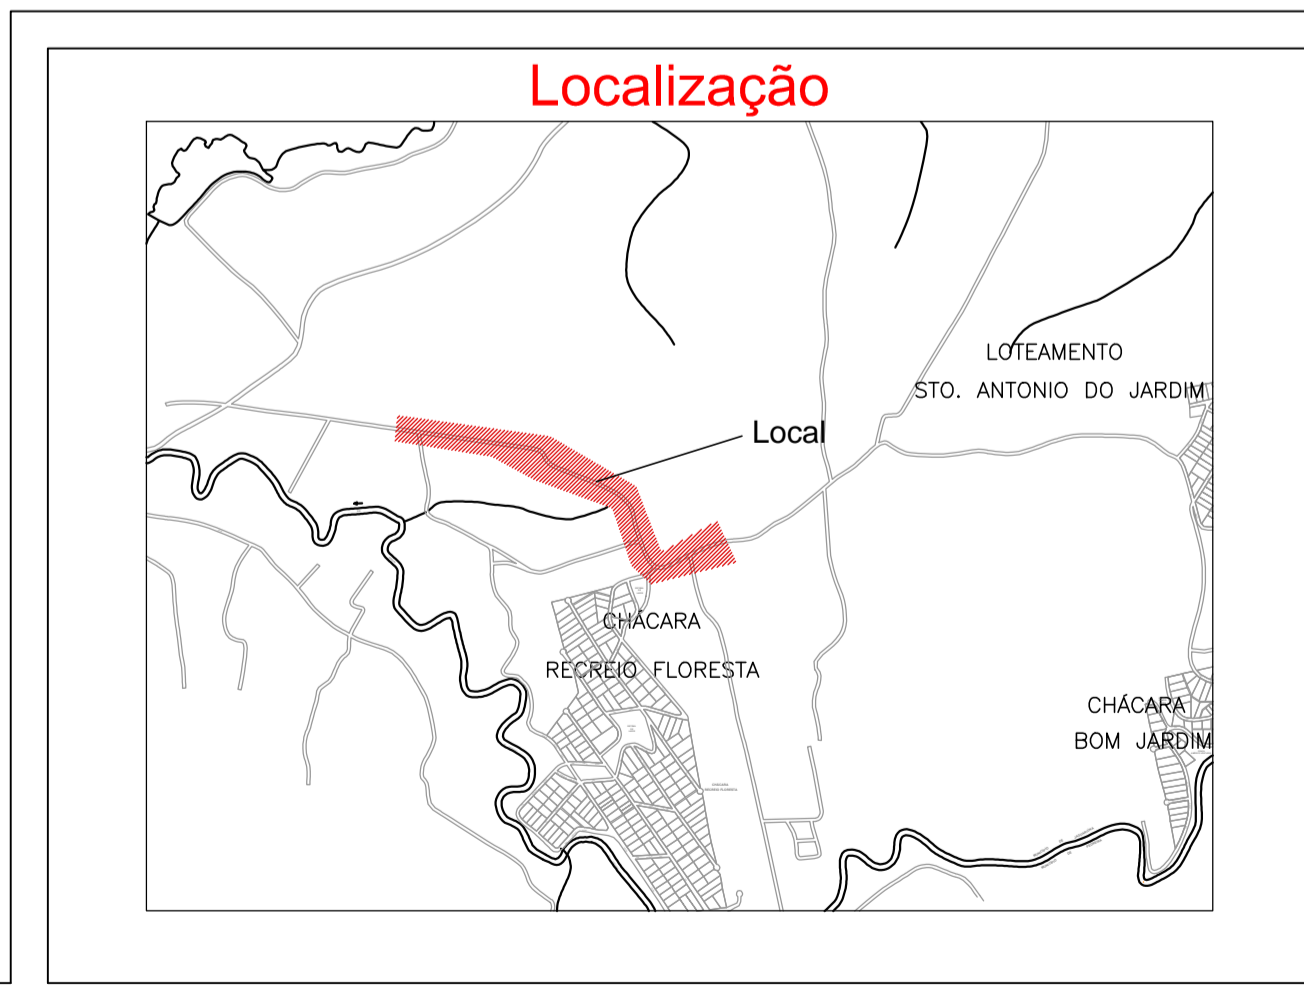 Localização
LOTEAMENTO
STO. ANTONIO DO JARDIM
Local
CHÁCARA
RECREIO FLORESTA
CHÁCARA
BOM JARDIM